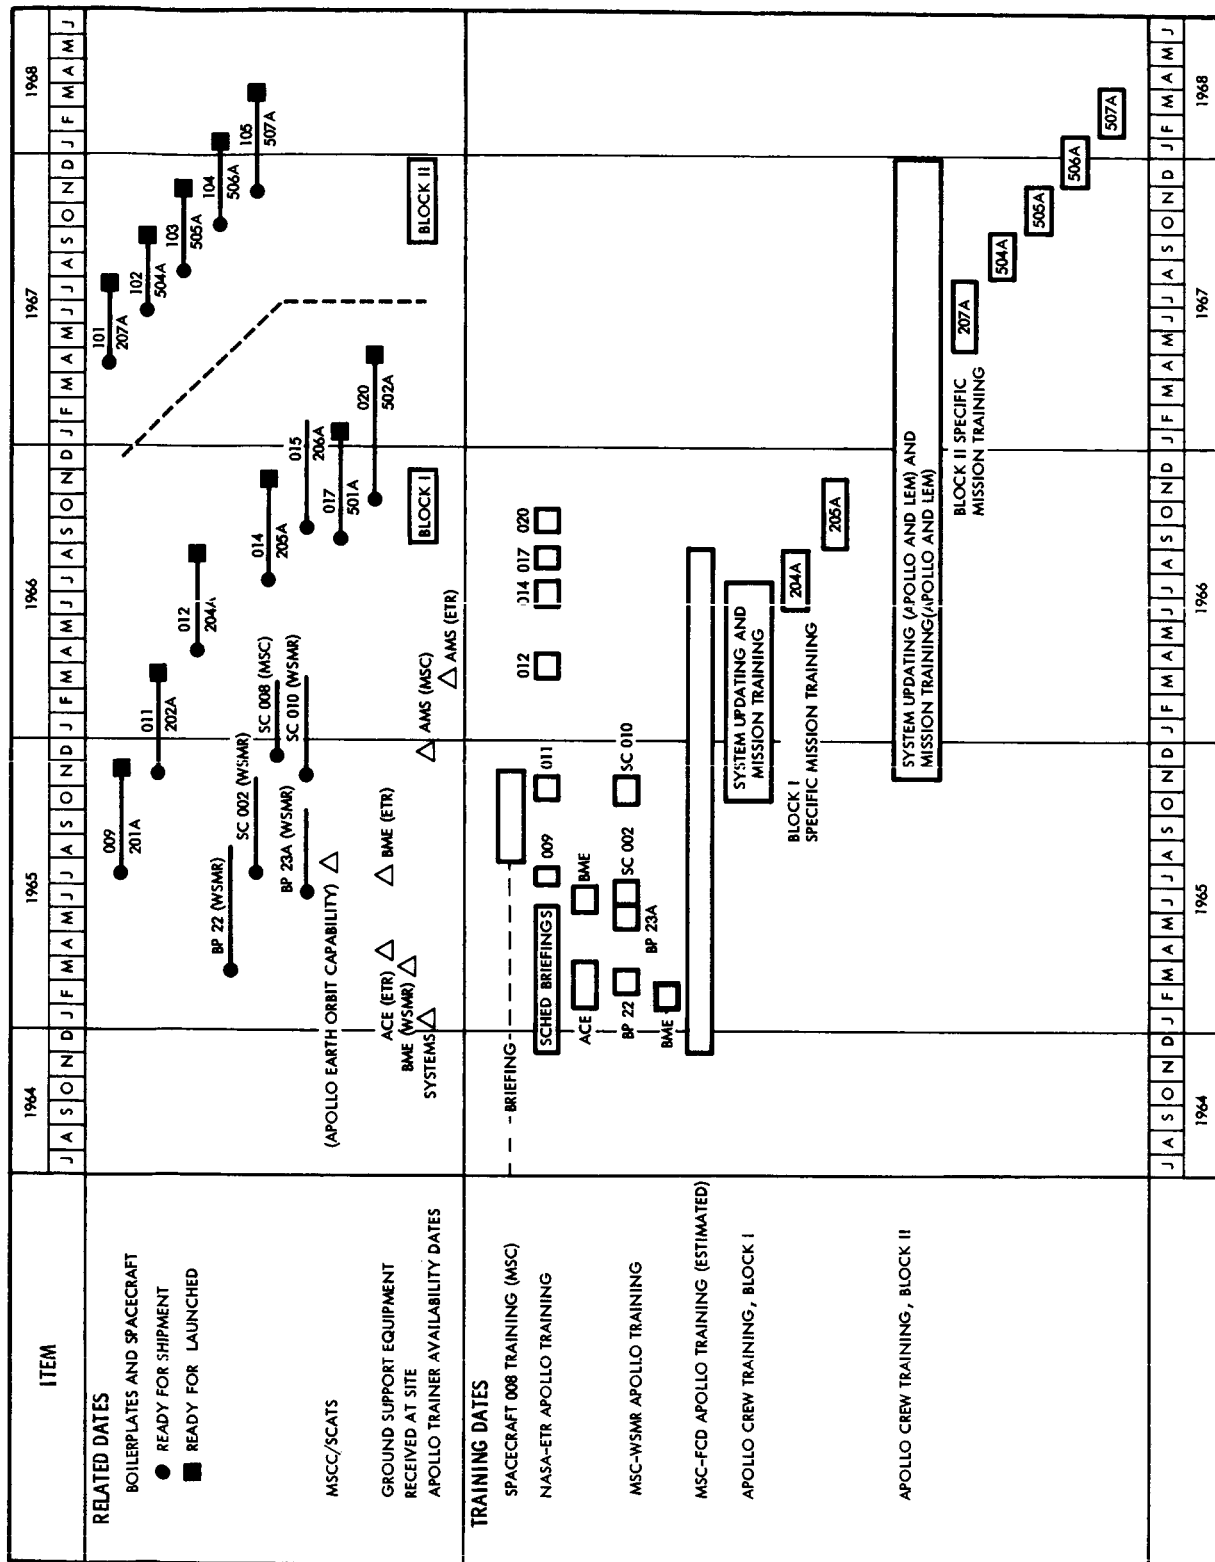 ITEM
1964
1965
1966
1967
1968
J A S O N D J F M A M J J A S O N D J F M A M J J A S O N D J F M A M J J A S O N D J F M A M J
RELATED DATES
BOILERPLATES AND SPACECRAFT
READY FOR SHIPMENT
READY FOR LAUNCHED
009
201A
011
202A
012
204A
BP 22 (WSMR)
SC 002 (WSMR)
SC 008 (MSC)
014
205A
BP 23A (WSMR)
SC 010 (WSMR)
015
206A
017
501A
020
502A
101
207A
102
504A
103
505A
104
506A
105
507A
BLOCK I
BLOCK II
MSCC/SCATS
(APOLLO EARTH ORBIT CAPABILITY)
GROUND SUPPORT EQUIPMENT
RECEIVED AT SITE
ACE (ETR)
BME (ETR)
BME (WSMR)
APOLLO TRAINER AVAILABILITY DATES
SYSTEMS
AMS (MSC)
AMS (ETR)
TRAINING DATES
SPACECRAFT 008 TRAINING (MSC)
BRIEFING
NASA-ETR APOLLO TRAINING
SCHED BRIEFINGS
009
011
012
014
017
020
ACE
BME
MSC-WSMR APOLLO TRAINING
BP 22
BP 23A
SC 002
SC 010
BME
MSC-FCD APOLLO TRAINING (ESTIMATED)
APOLLO CREW TRAINING, BLOCK I
SYSTEM UPDATING AND
MISSION TRAINING
BLOCK I
SPECIFIC MISSION TRAINING
204A
205A
APOLLO CREW TRAINING, BLOCK II
SYSTEM UPDATING (APOLLO AND LEM) AND
MISSION TRAINING(APOLLO AND LEM)
BLOCK II SPECIFIC
MISSION TRAINING
207A
504A
505A
506A
507A
J A S O N D J F M A M J J A S O N D J F M A M J J A S O N D J F M A M J J A S O N D J F M A M J
1964
1965
1966
1967
1968